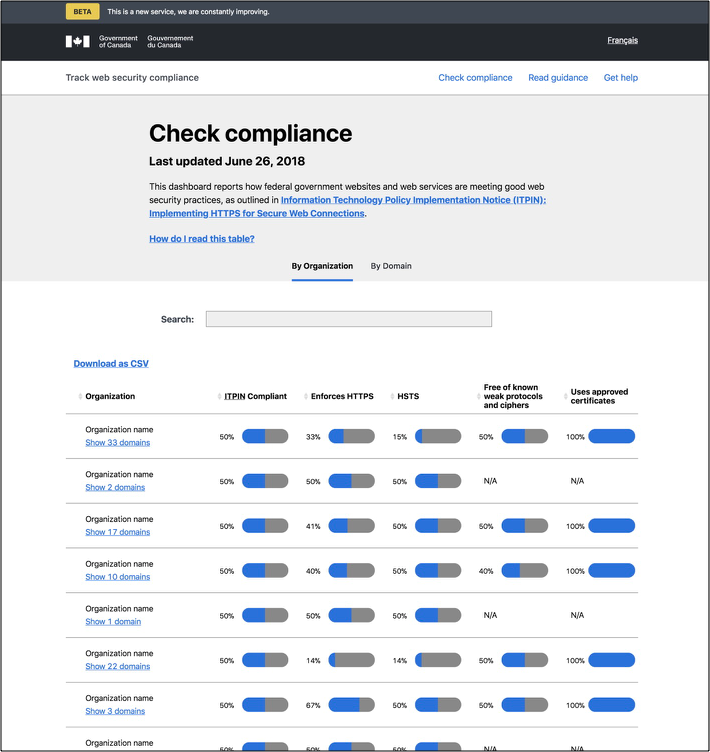 BETA This is a new service, we are constantly improving.
Government Gouvernement
of Canada du Canada
Français
Track web security compliance Check compliance Read guidance Get help
Check compliance
Last updated June 26, 2018
This dashboard reports how federal government websites and web services are meeting good web
security practices, as outlined in Information Technology Policy Implementation Notice (ITPIN):
Implementing HTTPS for Secure Web Connections.
How do I read this table?
By Organization By Domain
Search:
Download as CSV
Organization ITPIN Compliant Enforces HTTPS HSTS Free of known weak protocols and ciphers Uses approved certificates
Organization name
Show 33 domains 50% 33% 15% 50% 100%
Organization name
Show 2 domains 50% 50% 50% N/A N/A
Organization name
Show 17 domains 50% 41% 50% 50% 100%
Organization name
Show 10 domains 50% 40% 50% 40% 100%
Organization name
Show 1 domain 50% 50% 50% N/A N/A
Organization name
Show 22 domains 50% 14% 14% 50% 100%
Organization name
Show 3 domains 50% 67% 50% 50% 100%
Organization name
50% 50% 50% N/A N/A